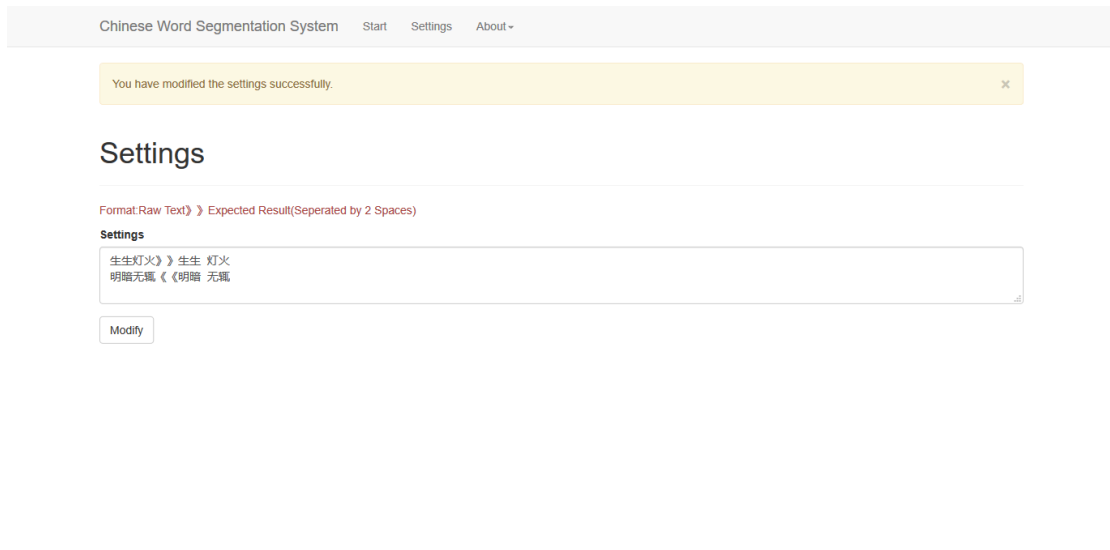 Chinese Word Segmentation System Start Settings About
You have modified the settings successfully. ×
Settings
Format:Raw Text》》Expected Result(Seperated by 2 Spaces)
Settings
生生灯火》》生生  灯火
明暗无辄《《明暗  无辄
Modify